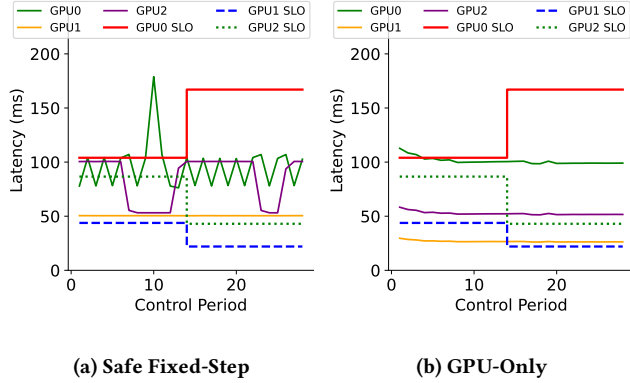 GPU0 GPU2 GPU1 SLO
GPU1 GPU0 SLO GPU2 SLO
200
150
100
50
0
Latency (ms)
10 20
0
Control Period
(a) Safe Fixed-Step
GPU0 GPU2 GPU1 SLO
GPU1 GPU0 SLO GPU2 SLO
200
150
100
50
0
Latency (ms)
0 10 20
Control Period
(b) GPU-Only